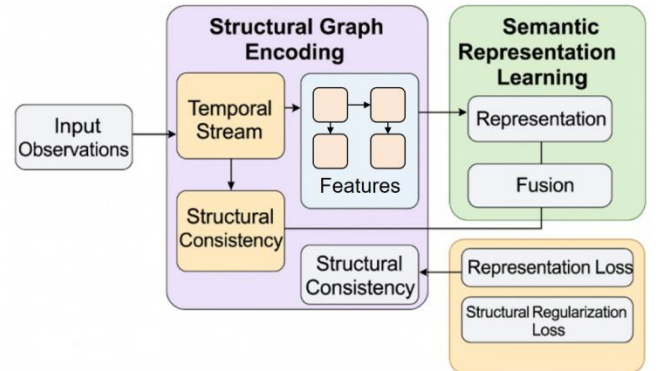 Structural Graph
Encoding
Semantic
Representation
Learning
Input
Observations
Temporal
Stream
Features
Representation
Fusion
Structural
Consistency
Structural
Consistency
Representation Loss
Structural Regularization
Loss